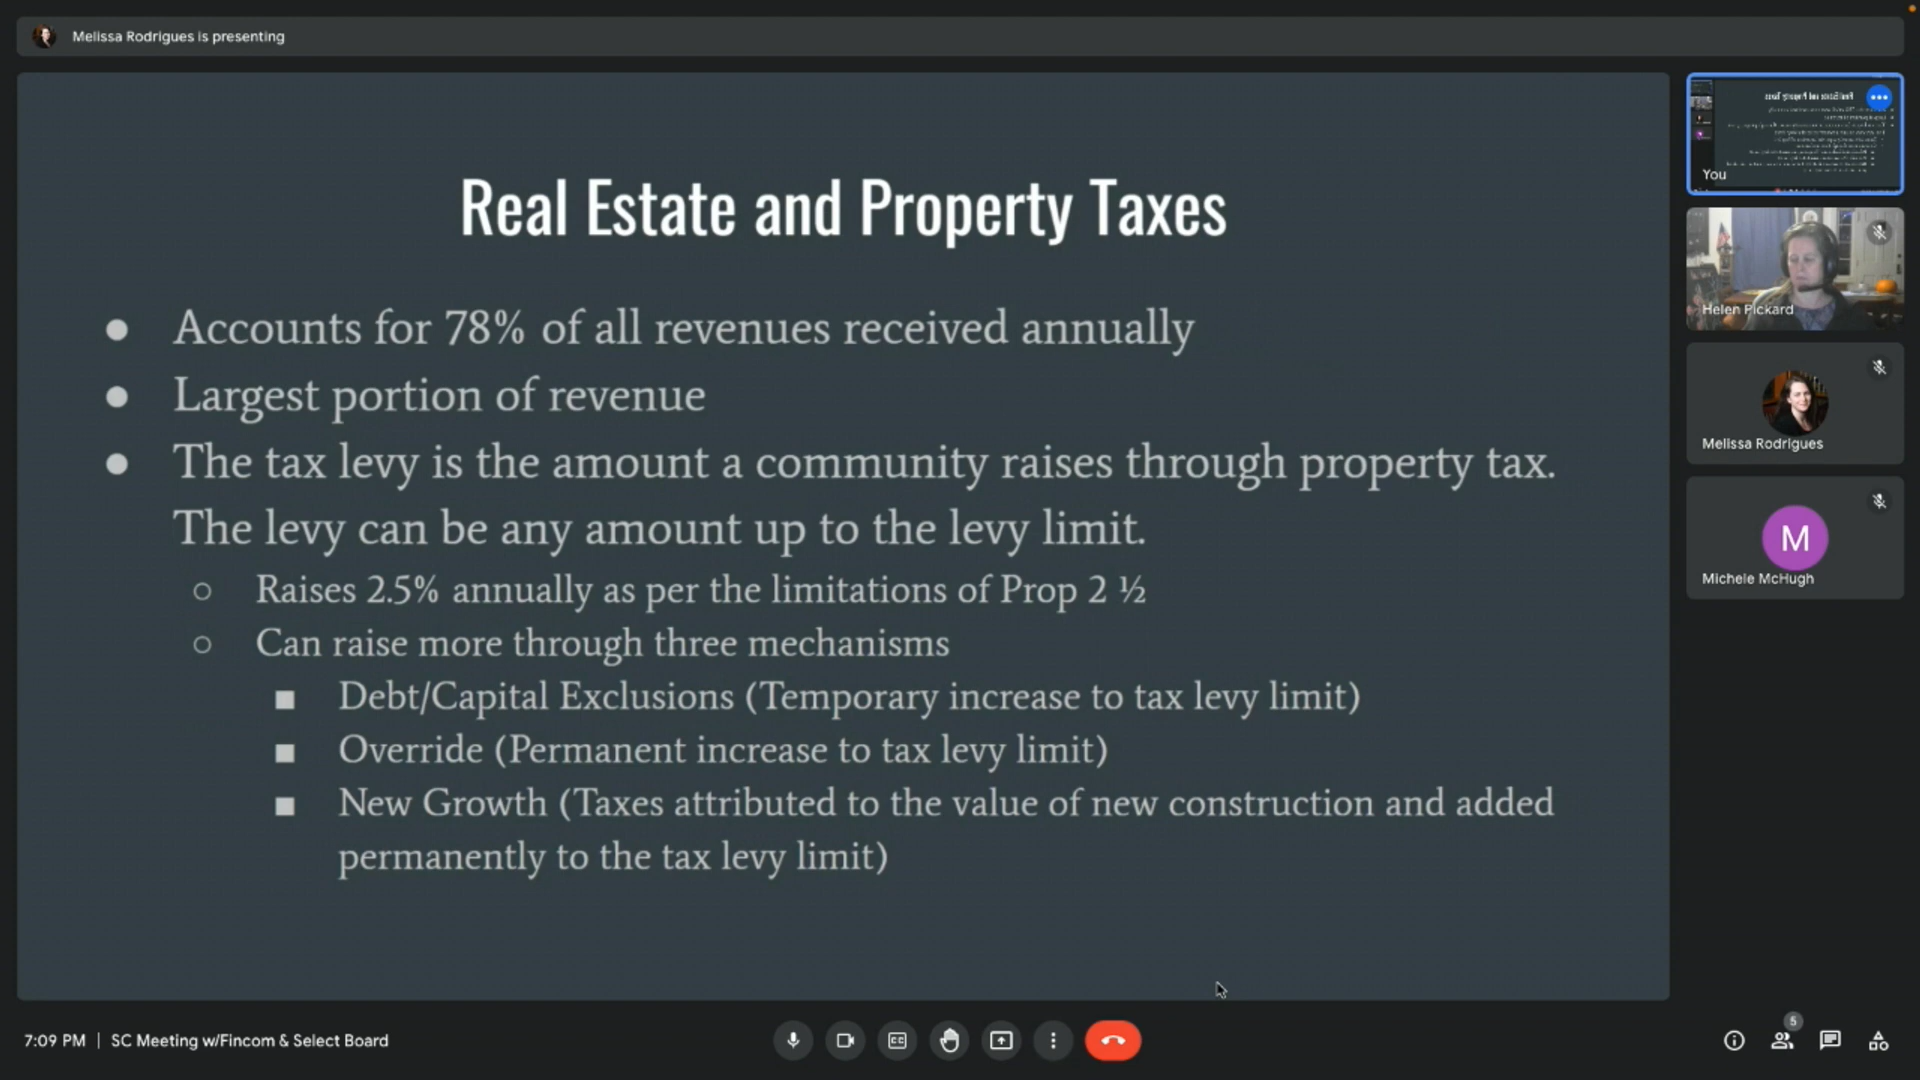 Melissa Rodrigues is presenting
Real Estate and Property Taxes
● Accounts for 78% of all revenues received annually
● Largest portion of revenue
● The tax levy is the amount a community raises through property tax.
The levy can be any amount up to the levy limit.
○ Raises 2.5% annually as per the limitations of Prop 2 ½
○ Can raise more through three mechanisms
■ Debt/Capital Exclusions (Temporary increase to tax levy limit)
■ Override (Permanent increase to tax levy limit)
■ New Growth (Taxes attributed to the value of new construction and added
permanently to the tax levy limit)
You
Helen Pickard
Melissa Rodrigues
M
Michele McHugh
7:09 PM | SC Meeting w/Fincom & Select Board
CC
5